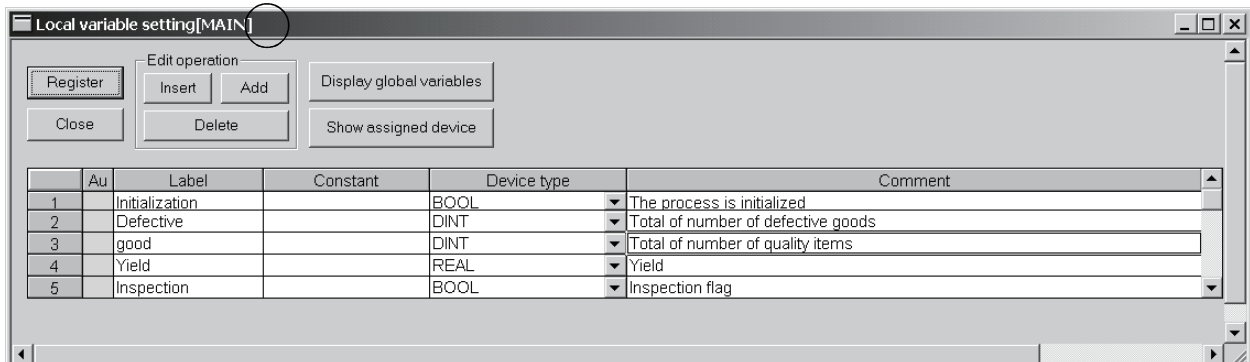 Local variable setting[MAIN]
Edit operation
Register Insert Add Display global variables
Close Delete Show assigned device
Au Label Constant Device type Comment
1 Initialization BOOL The process is initialized
2 Defective DINT Total of number of defective goods
3 good DINT Total of number of quality items
4 Yield REAL Yield
5 Inspection BOOL Inspection flag